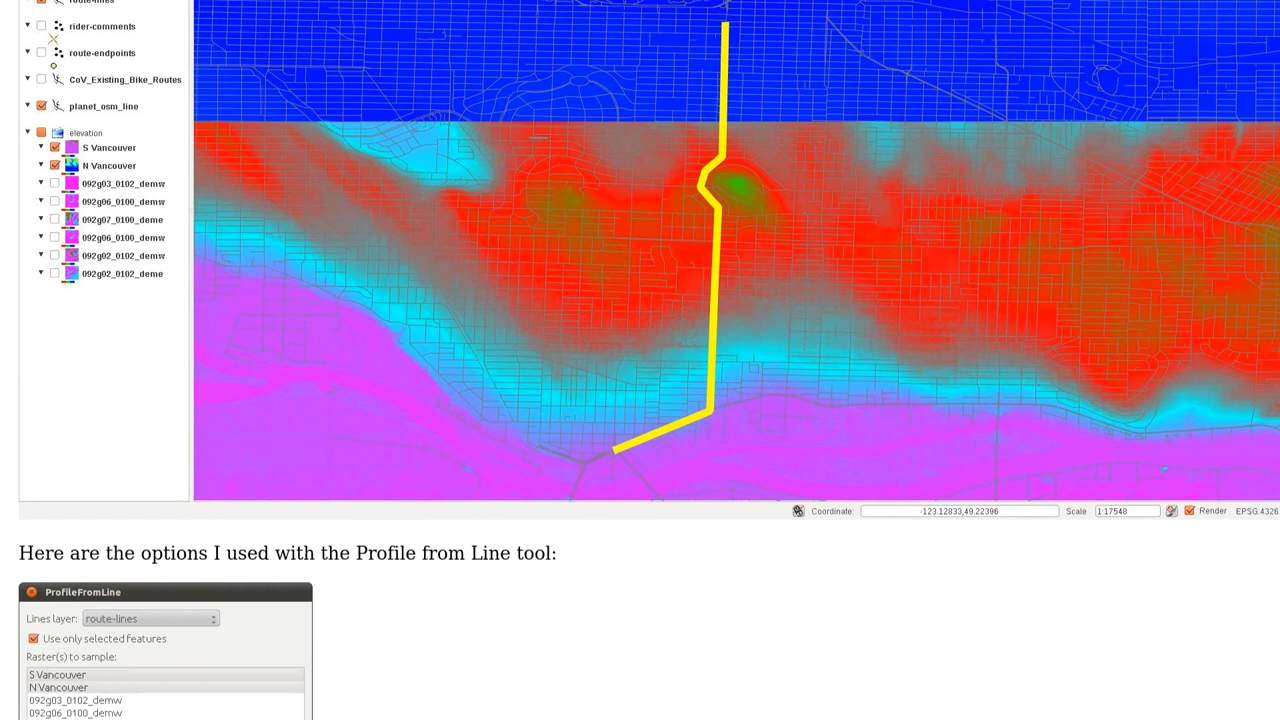 route-lines
rider-comments
route-endpoints
CoV_Existing_Bike_Routes
planet_osm_line
elevation
S Vancouver
N Vancouver
092g03_0102_demw
092g06_0100_demw
092g07_0100_deme
092g06_0100_demw
092g02_0102_demw
092g02_0102_deme
Coordinate: -123.12833,49.22396 Scale 1:17548 Render EPSG:4326
Here are the options I used with the Profile from Line tool:
ProfileFromLine
Lines layer: route-lines
Use only selected features
Raster(s) to sample:
S Vancouver
N Vancouver
092g03_0102_demw
092g06_0100_demw